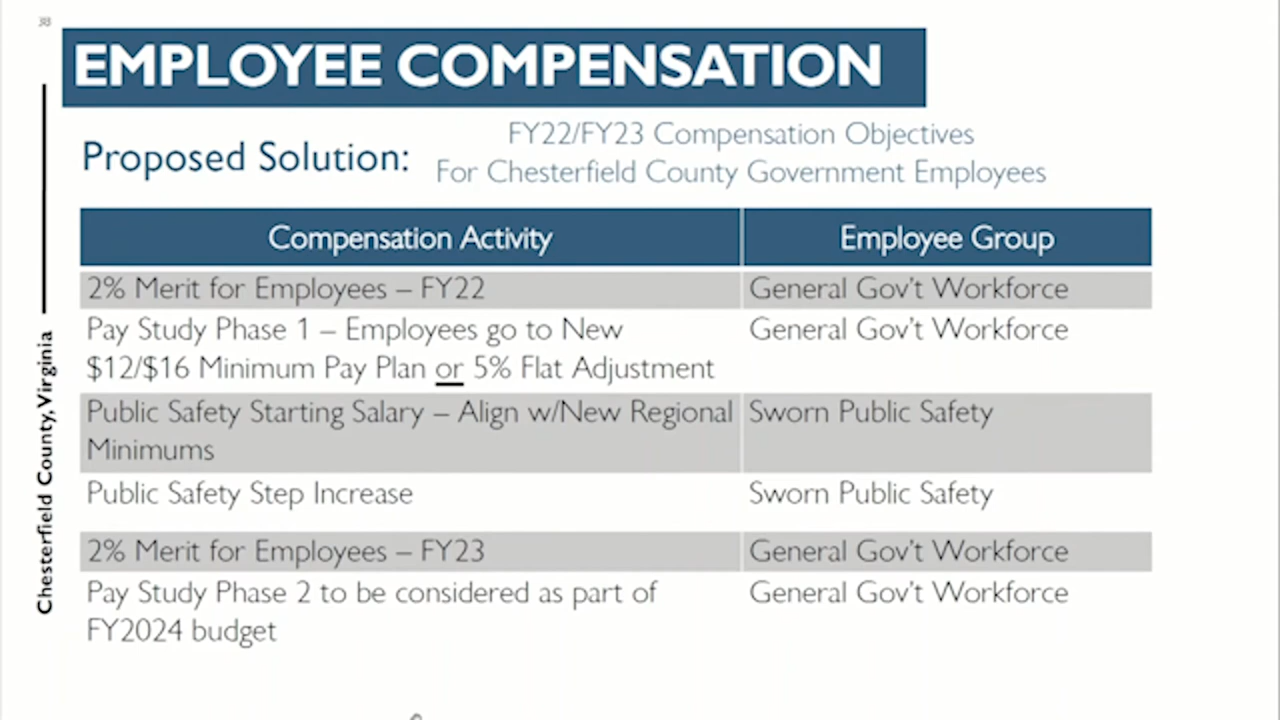 38
EMPLOYEE COMPENSATION
Proposed Solution:
FY22/FY23 Compensation Objectives
For Chesterfield County Government Employees
Compensation Activity
Employee Group
2% Merit for Employees – FY22
General Gov't Workforce
Pay Study Phase 1 – Employees go to New
$12/$16 Minimum Pay Plan or 5% Flat Adjustment
General Gov't Workforce
Public Safety Starting Salary – Align w/New Regional
Minimums
Sworn Public Safety
Public Safety Step Increase
Sworn Public Safety
2% Merit for Employees – FY23
General Gov't Workforce
Pay Study Phase 2 to be considered as part of
FY2024 budget
General Gov't Workforce
Chesterfield County, Virginia